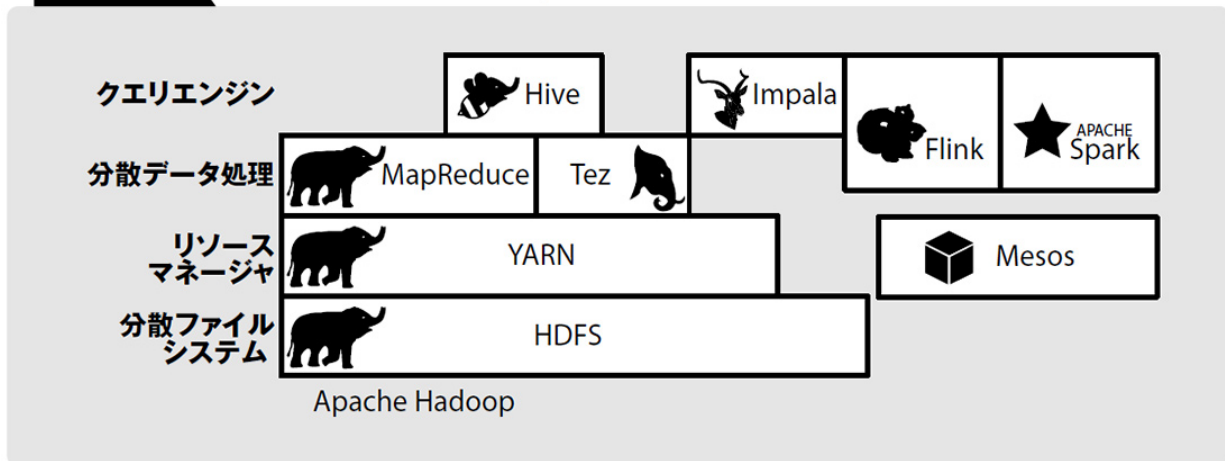 クエリエンジン
Hive
Impala
Flink
APACHE
Spark
分散データ処理
MapReduce
Tez
リソース
マネージャ
YARN
Mesos
分散ファイル
システム
HDFS
Apache Hadoop